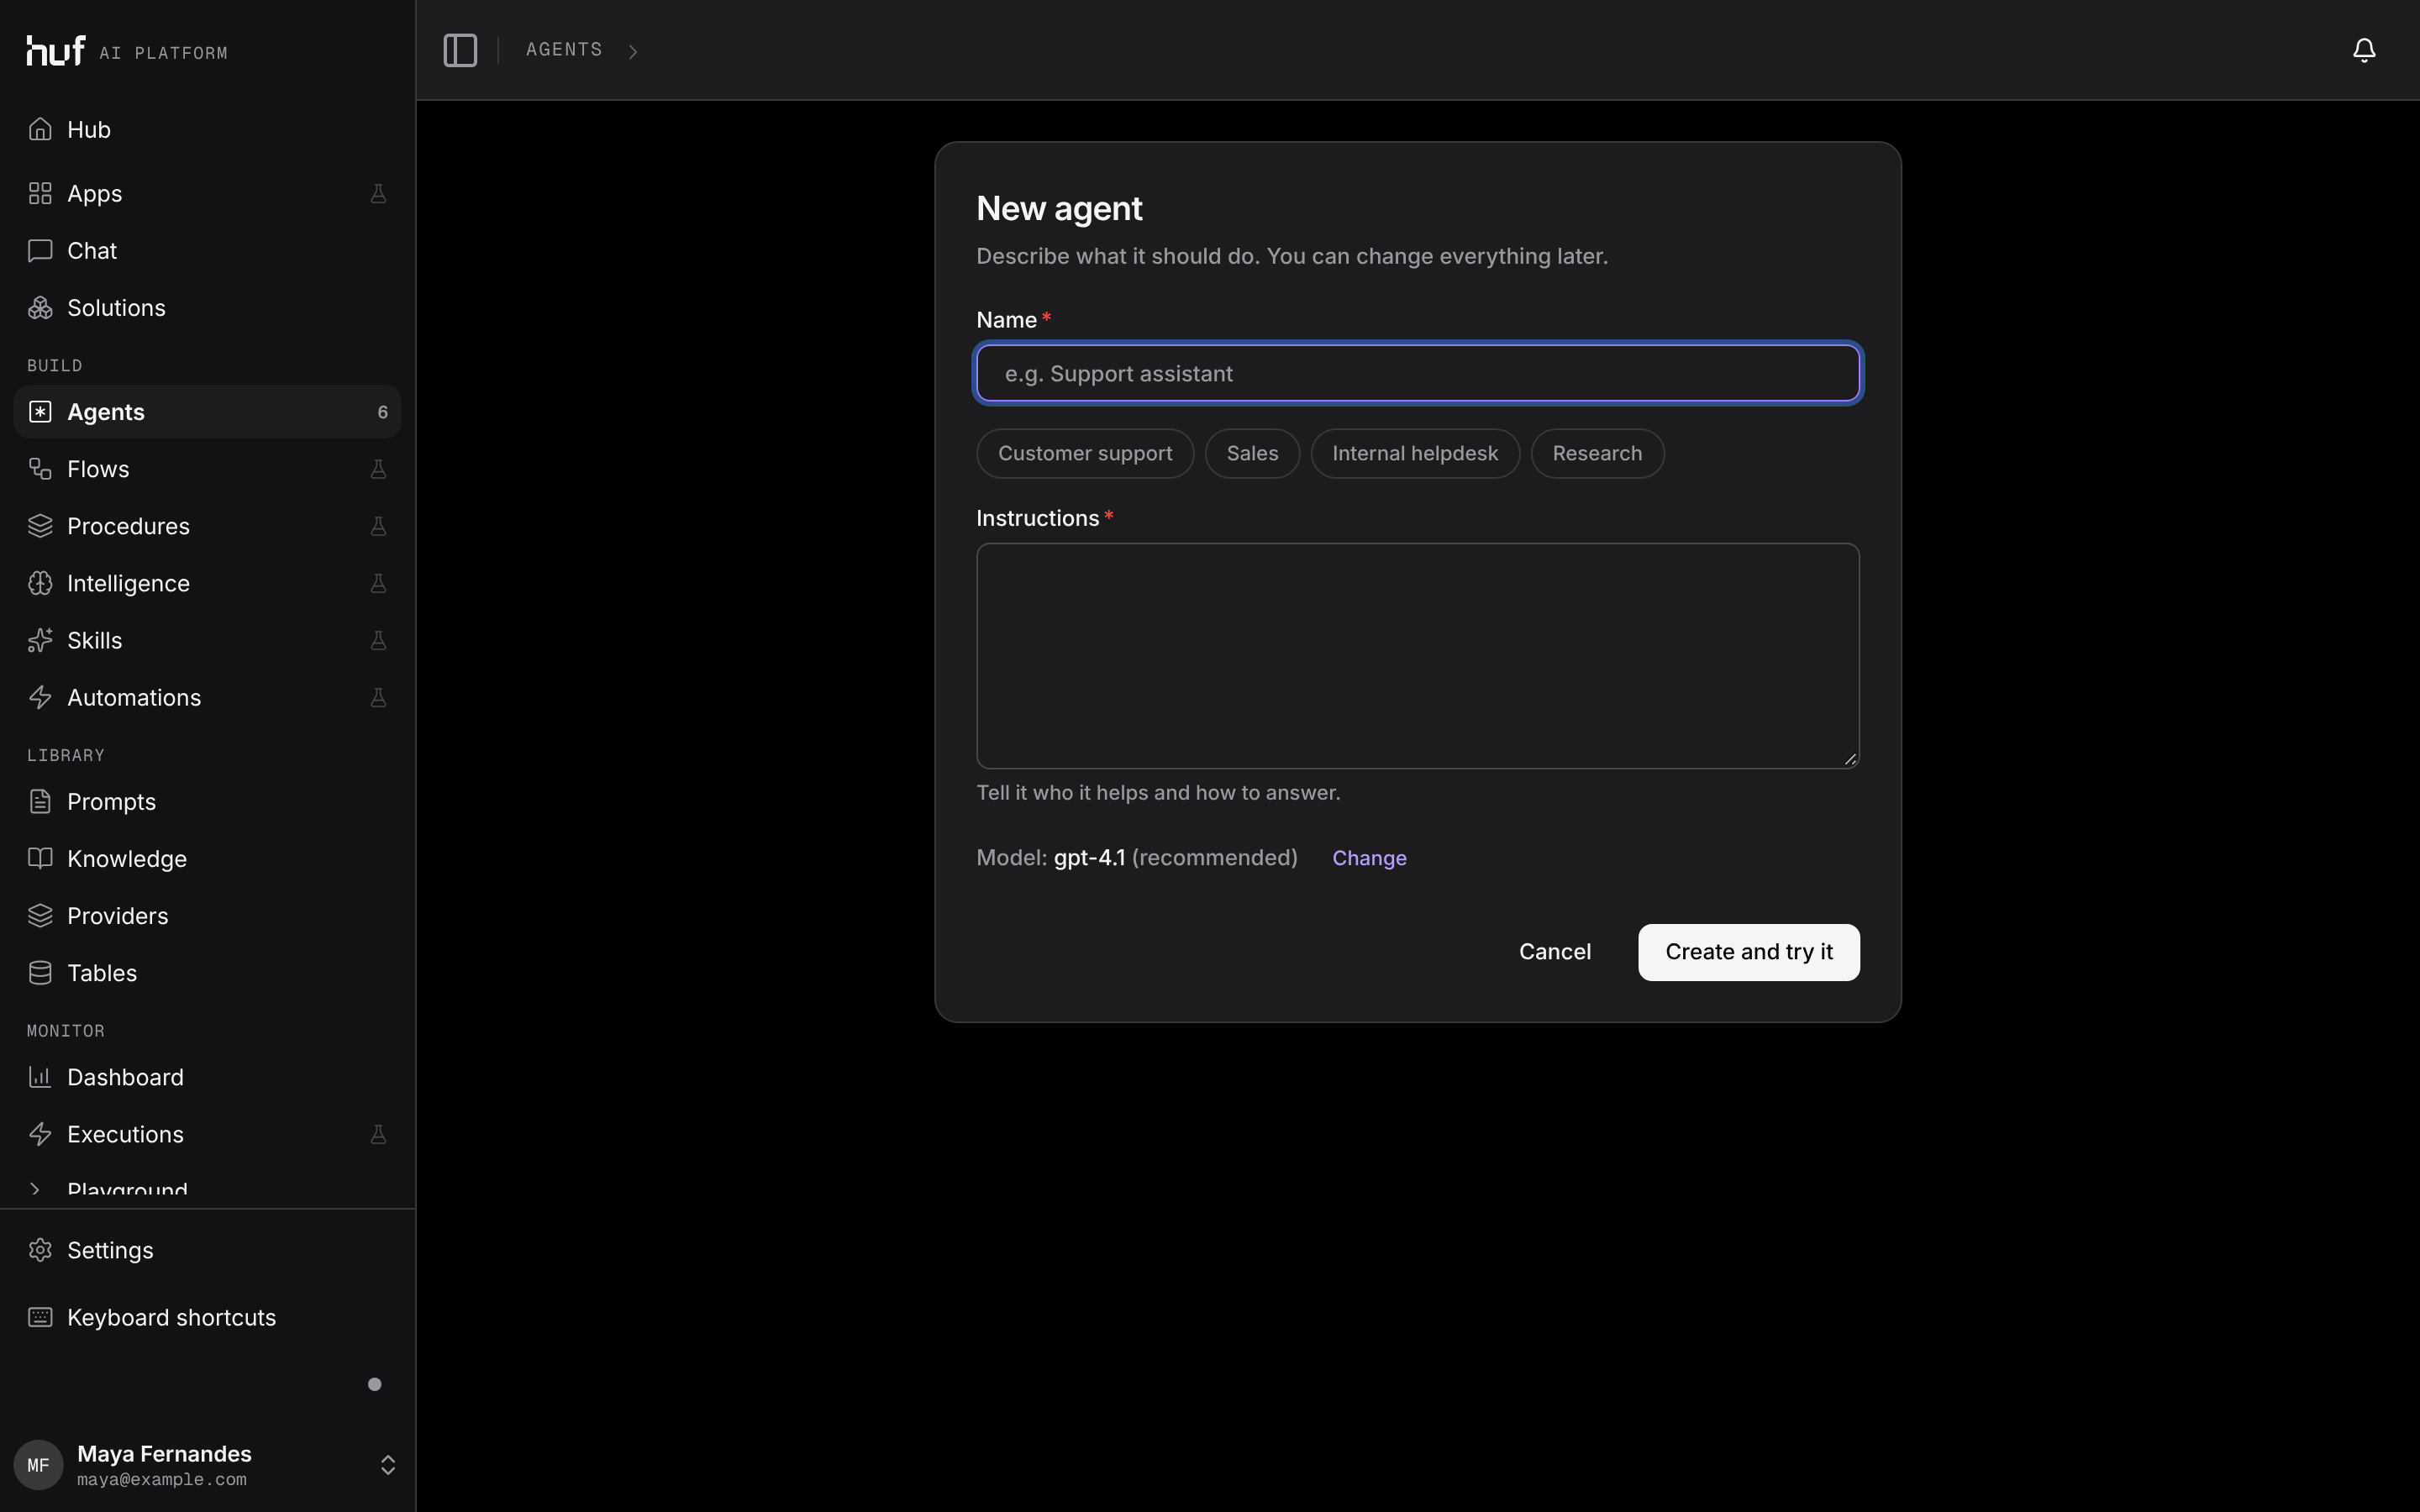 huf AI PLATFORM
Hub
Apps
Chat
Solutions
BUILD
Agents 6
Flows
Procedures
Intelligence
Skills
Automations
LIBRARY
Prompts
Knowledge
Providers
Tables
MONITOR
Dashboard
Executions
Playground
Settings
Keyboard shortcuts
MF
Maya Fernandes
maya@example.com
AGENTS
New agent
Describe what it should do. You can change everything later.
Name *
e.g. Support assistant
Customer support Sales Internal helpdesk Research
Instructions *
Tell it who it helps and how to answer.
Model: gpt-4.1 (recommended) Change
Cancel Create and try it